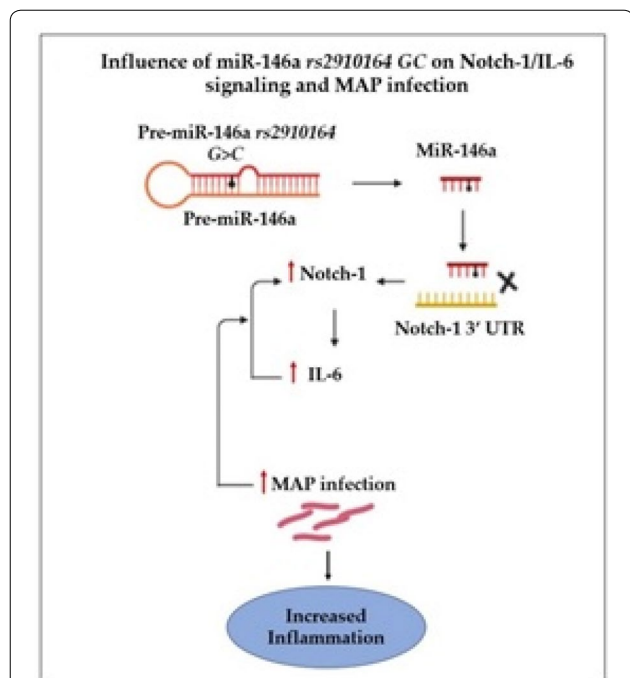 Influence of miR-146a rs2910164 GC on Notch-1/IL-6
signaling and MAP infection
Pre-miR-146a rs2910164
G>C
MiR-146a
Pre-miR-146a
Notch-1
Notch-1 3' UTR
IL-6
MAP infection
Increased
Inflammation